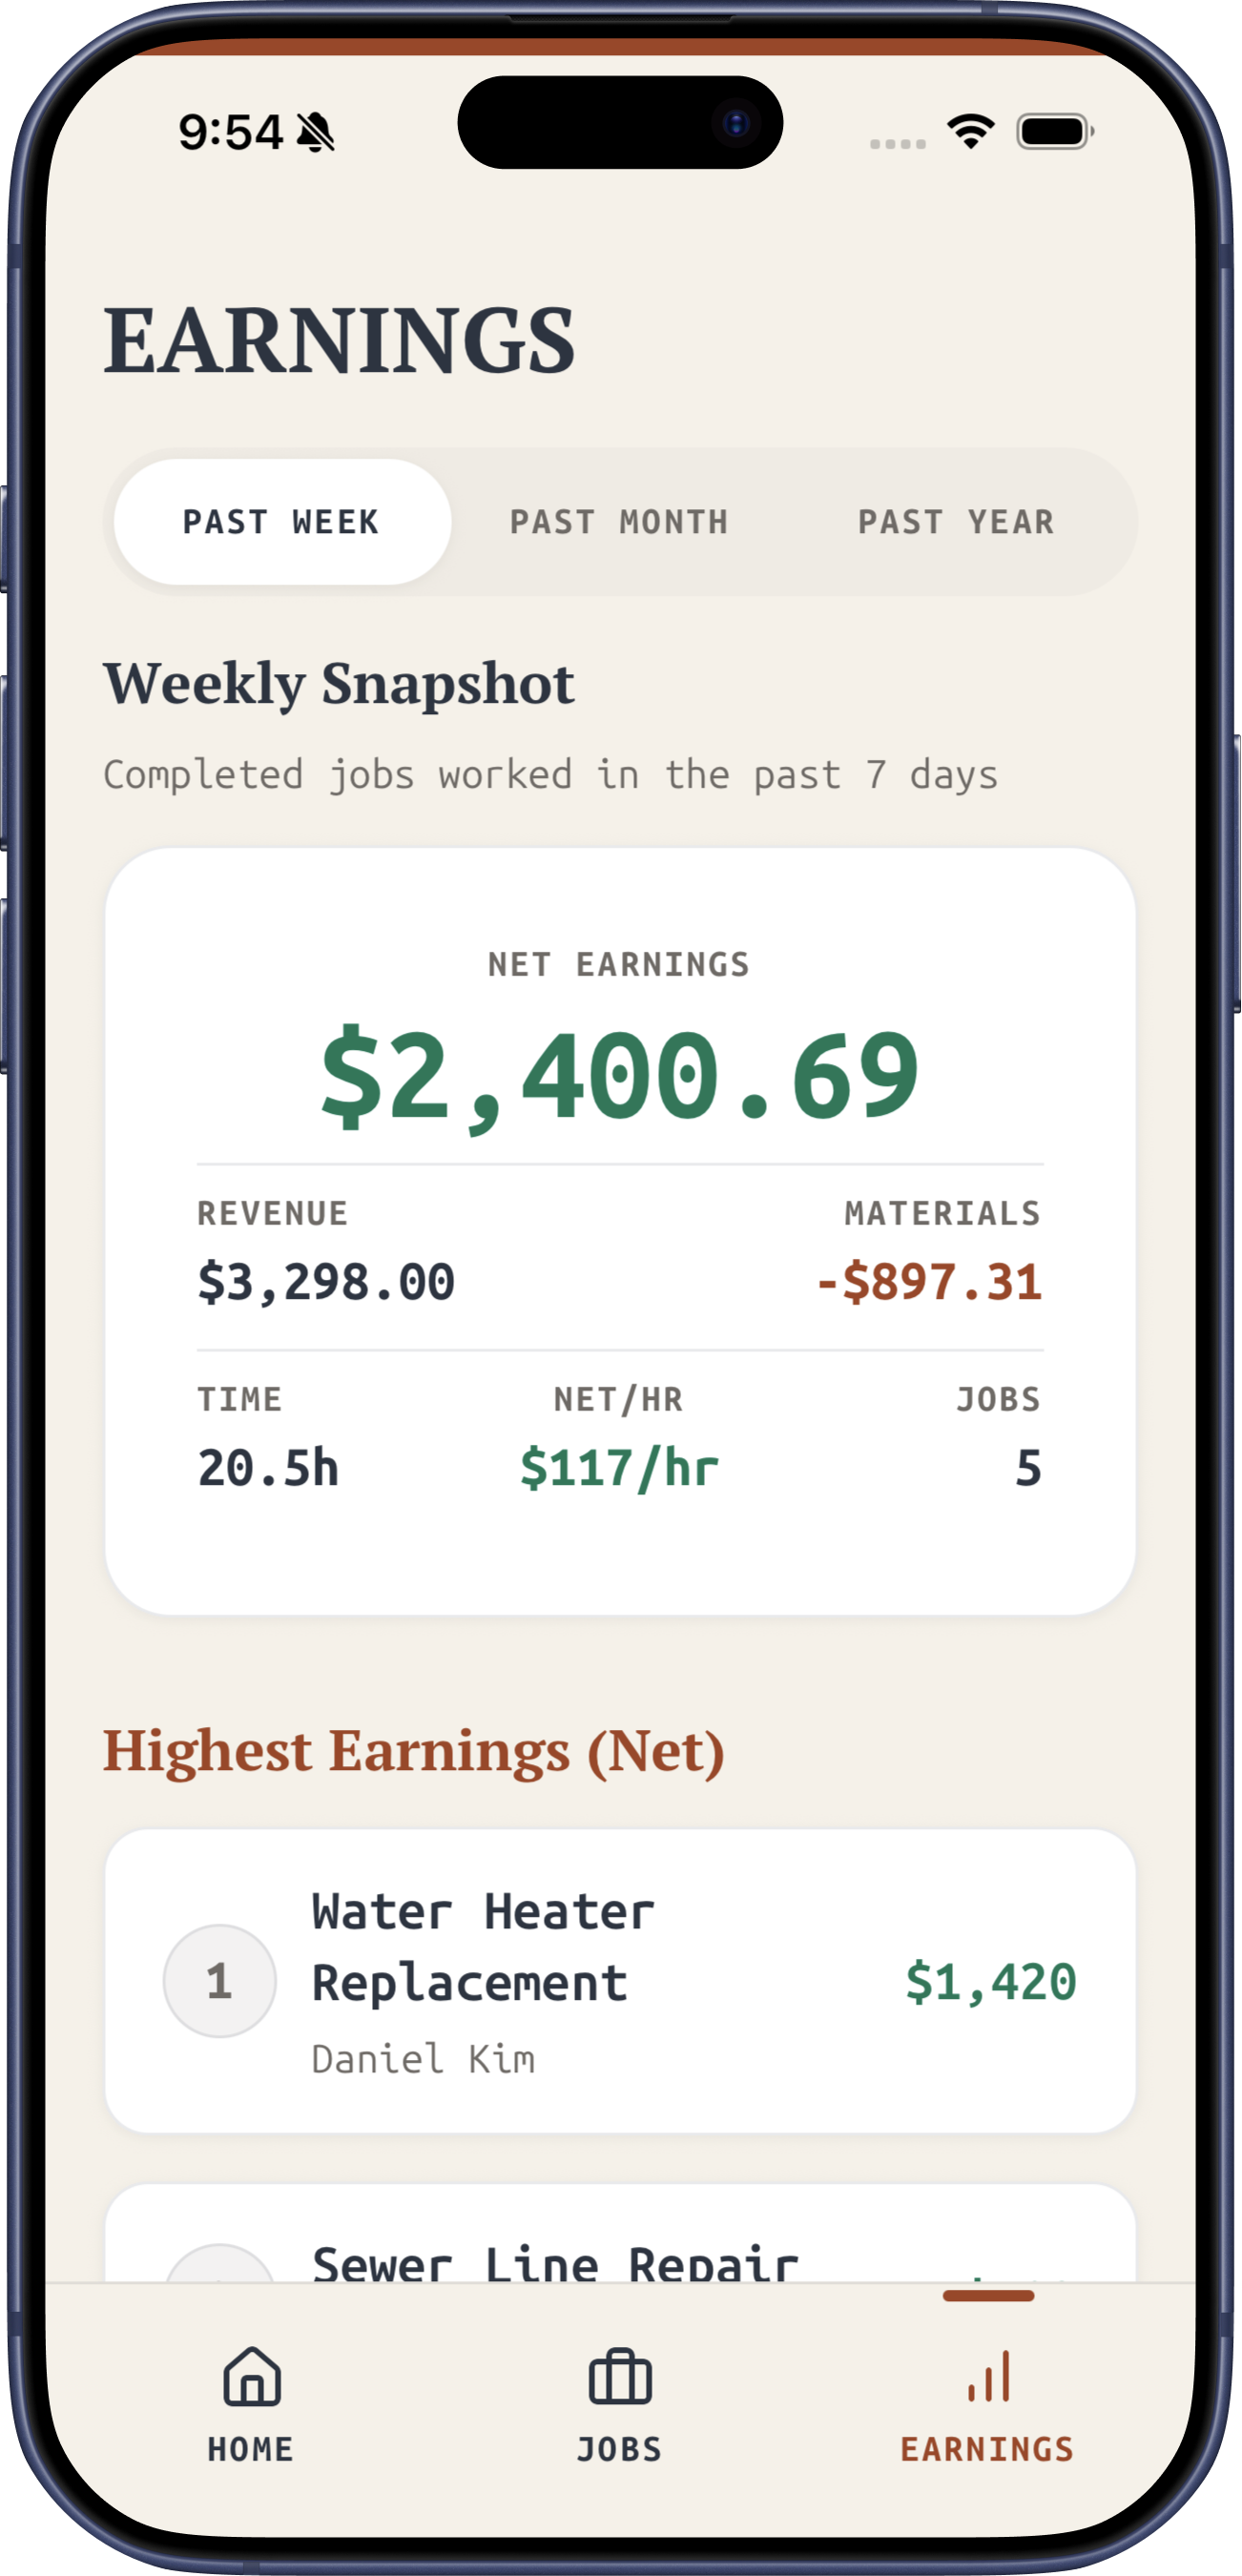 9:54
EARNINGS
PAST WEEK PAST MONTH PAST YEAR
Weekly Snapshot
Completed jobs worked in the past 7 days
NET EARNINGS
$2,400.69
REVENUE MATERIALS
$3,298.00 -$897.31
TIME NET/HR JOBS
20.5h $117/hr 5
Highest Earnings (Net)
Water Heater
1 Replacement $1,420
Daniel Kim
Sewer Line Repair
HOME JOBS EARNINGS